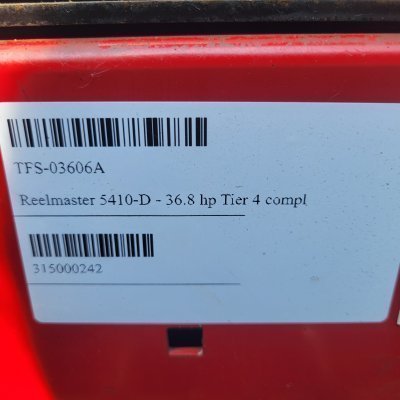 TFS-03606A
Reelmaster 5410-D - 36.8 hp Tier 4 compl
315000242